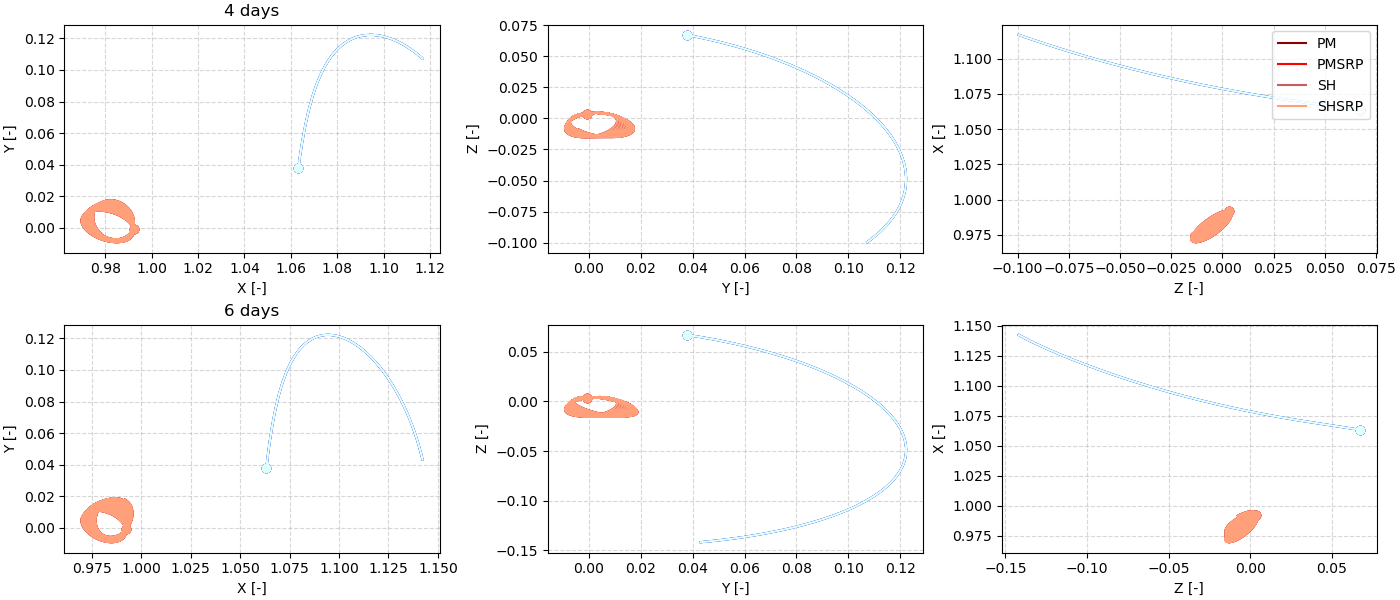 4 days
0.12
0.10
0.08
0.06
0.04
0.02
0.00
Y [-]
0.98 1.00 1.02 1.04 1.06 1.08 1.10 1.12
X [-]
0.075
0.050
0.025
0.000
−0.025
−0.050
−0.075
−0.100
Z [-]
0.00 0.02 0.04 0.06 0.08 0.10 0.12
Y [-]
PM
PMSRP
SH
SHSRP
1.100
1.075
1.050
1.025
1.000
0.975
X [-]
−0.100 −0.075 −0.050 −0.025 0.000 0.025 0.050 0.075
Z [-]
6 days
0.12
0.10
0.08
0.06
0.04
0.02
0.00
Y [-]
0.975 1.000 1.025 1.050 1.075 1.100 1.125 1.150
X [-]
0.05
0.00
−0.05
−0.10
−0.15
Z [-]
0.00 0.02 0.04 0.06 0.08 0.10 0.12
Y [-]
1.150
1.125
1.100
1.075
1.050
1.025
1.000
0.975
X [-]
−0.15 −0.10 −0.05 0.00 0.05
Z [-]